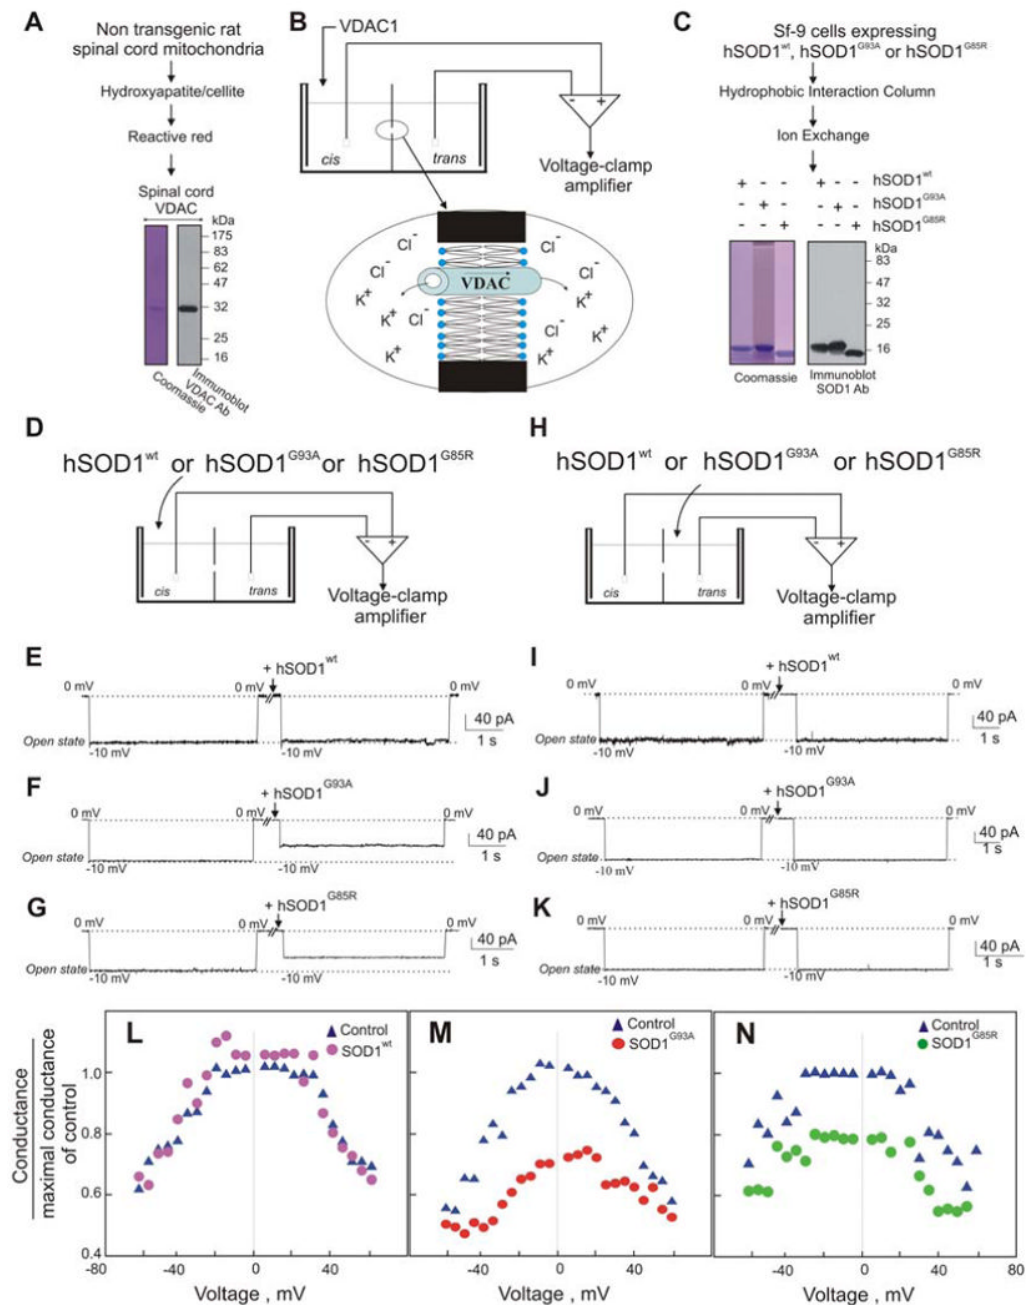 A
Non transgenic rat
spinal cord mitochondria
Hydroxyapatite/cellite
Reactive red
Spinal cord
VDAC
kDa
175
83
62
47
32
25
16
Coomassie
Immunoblot
VDAC Ab
B
VDAC1
- +
cis
trans
Voltage-clamp
amplifier
Cl⁻
Cl⁻
Cl⁻
K⁺
K⁺
K⁺
VDAC
Cl⁻
Cl⁻
K⁺
K⁺
Cl⁻
K⁺
C
Sf-9 cells expressing
hSOD1ʷᵗ, hSOD1ᴳ⁹³ᴬ or hSOD1ᴳ⁸⁵ᴿ
Hydrophobic Interaction Column
Ion Exchange
+ - - + - - hSOD1ʷᵗ
- + - - + - hSOD1ᴳ⁹³ᴬ
- - + - - + hSOD1ᴳ⁸⁵ᴿ
kDa
83
47
32
25
16
Coomassie
Immunoblot
SOD1 Ab
D
hSOD1ʷᵗ or hSOD1ᴳ⁹³ᴬ or hSOD1ᴳ⁸⁵ᴿ
- +
cis
trans
Voltage-clamp
amplifier
H
hSOD1ʷᵗ or hSOD1ᴳ⁹³ᴬ or hSOD1ᴳ⁸⁵ᴿ
- +
cis
trans
Voltage-clamp
amplifier
E
+ hSOD1ʷᵗ
0 mV 0 mV 0 mV
40 pA
1 s
Open state
-10 mV -10 mV
I
+ hSOD1ʷᵗ
0 mV 0 mV 0 mV
40 pA
1 s
Open state
-10 mV -10 mV
F
+ hSOD1ᴳ⁹³ᴬ
0 mV 0 mV 0 mV
40 pA
1 s
Open state
-10 mV -10 mV
J
+ hSOD1ᴳ⁹³ᴬ
0 mV 0 mV 0 mV
40 pA
1 s
Open state
-10 mV -10 mV
G
+ hSOD1ᴳ⁸⁵ᴿ
0 mV 0 mV 0 mV
40 pA
1 s
Open state
-10 mV -10 mV
K
+ hSOD1ᴳ⁸⁵ᴿ
0 mV 0 mV 0 mV
40 pA
1 s
Open state
-10 mV -10 mV
Conductance
maximal conductance
of control
1.0
0.8
0.6
0.4
L
Control
SOD1ʷᵗ
-80 -40 0 40
Voltage , mV
M
Control
SOD1ᴳ⁹³ᴬ
-40 0 40
Voltage , mV
N
Control
SOD1ᴳ⁸⁵ᴿ
-40 0 40 80
Voltage , mV